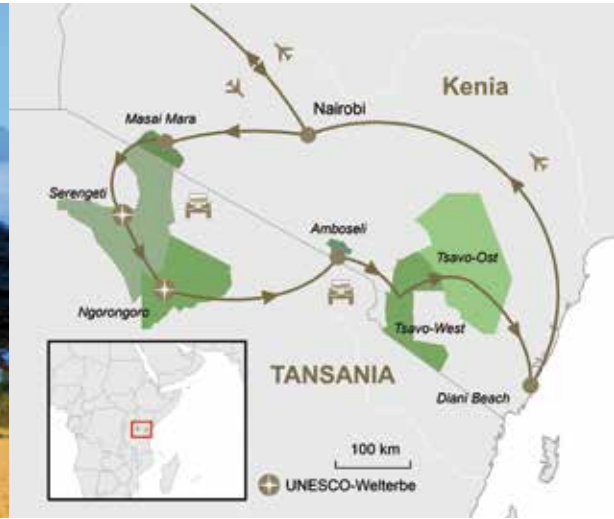 Kenia
Nairobi
Masai Mara
Serengeti
Amboseli
Tsavo-Ost
Ngorongoro
Tsavo-West
TANSANIA
Diani Beach
100 km
UNESCO-Welterbe